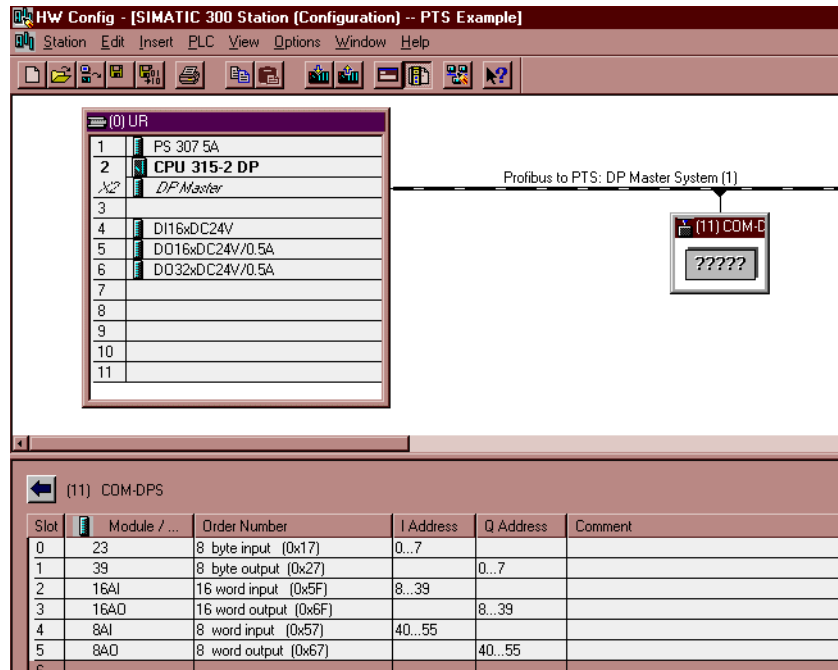 HW Config - [SIMATIC 300 Station (Configuration) -- PTS Example]
Station Edit Insert PLC View Options Window Help
(0) UR
1 PS 307 5A
2 CPU 315-2 DP
X2 DP Master
3
4 DI16xDC24V
5 DO16xDC24V/0.5A
6 DO32xDC24V/0.5A
7
8
9
10
11
Profibus to PTS: DP Master System (1)
(11) COM-D
?????
(11) COM-DPS
Slot Module / ... Order Number I Address Q Address Comment
0 23 8 byte input (0x17) 0...7
1 39 8 byte output (0x27) 0...7
2 16AI 16 word input (0x5F) 8...39
3 16AO 16 word output (0x6F) 8...39
4 8AI 8 word input (0x57) 40...55
5 8AO 8 word output (0x67) 40...55